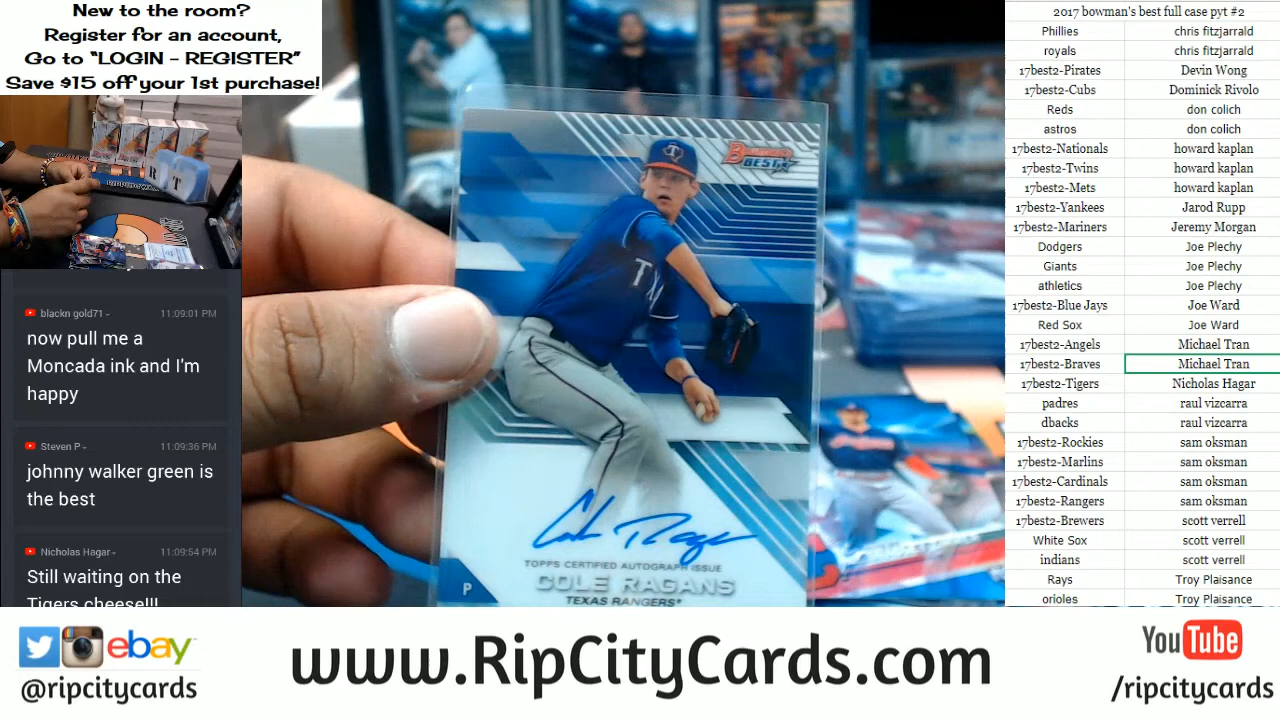 New to the room?
Register for an account,
Go to “LOGIN - REGISTER”
Save $15 off your 1st purchase!
R T
blackn gold71
11:09:01 PM
now pull me a
Moncada ink and I'm
happy
Steven P
11:09:36 PM
johnny walker green is
the best
Nicholas Hagar
11:09:54 PM
Still waiting on the
Tigers cheese!!!
BOWMAN'S
BEST
TOPPS CERTIFIED AUTOGRAPH ISSUE
COLE RAGANS
P
TEXAS RANGERS
2017 bowman's best full case pyt #2
Phillies chris fitzjarrald
royals chris fitzjarrald
17best2-Pirates Devin Wong
17best2-Cubs Dominick Rivolo
Reds don colich
astros don colich
17best2-Nationals howard kaplan
17best2-Twins howard kaplan
17best2-Mets howard kaplan
17best2-Yankees Jarod Rupp
17best2-Mariners Jeremy Morgan
Dodgers Joe Plechy
Giants Joe Plechy
athletics Joe Plechy
17best2-Blue Jays Joe Ward
Red Sox Joe Ward
17best2-Angels Michael Tran
17best2-Braves Michael Tran
17best2-Tigers Nicholas Hagar
padres raul vizcarra
dbacks raul vizcarra
17best2-Rockies sam oksman
17best2-Marlins sam oksman
17best2-Cardinals sam oksman
17best2-Rangers sam oksman
17best2-Brewers scott verrell
White Sox scott verrell
indians scott verrell
Rays Troy Plaisance
orioles Troy Plaisance
ebay
@ripcitycards
www.RipCityCards.com
You Tube
/ripcitycards